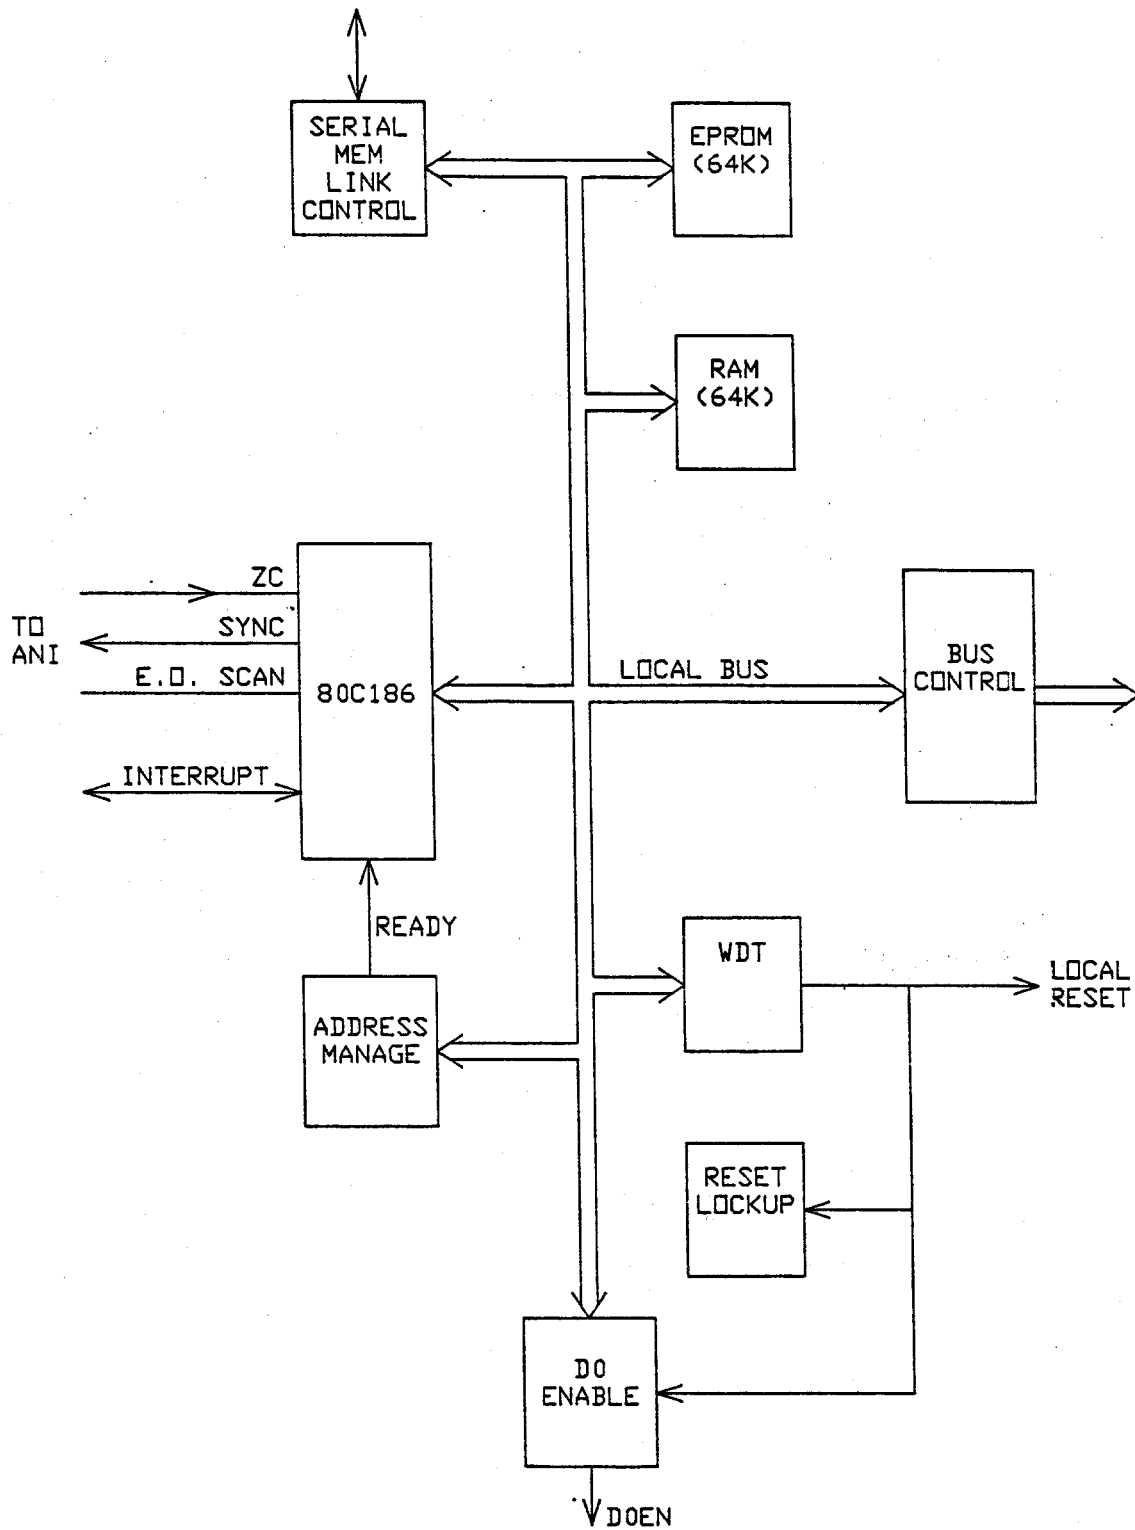 SERIAL
MEM
LINK
CONTROL
EPROM
(64K)
RAM
(64K)
ZC
TO
ANI
SYNC
E.O. SCAN
80C186
INTERRUPT
LOCAL BUS
BUS
CONTROL
READY
ADDRESS
MANAGE
WDT
LOCAL
RESET
RESET
LOCKUP
DO
ENABLE
DOEN